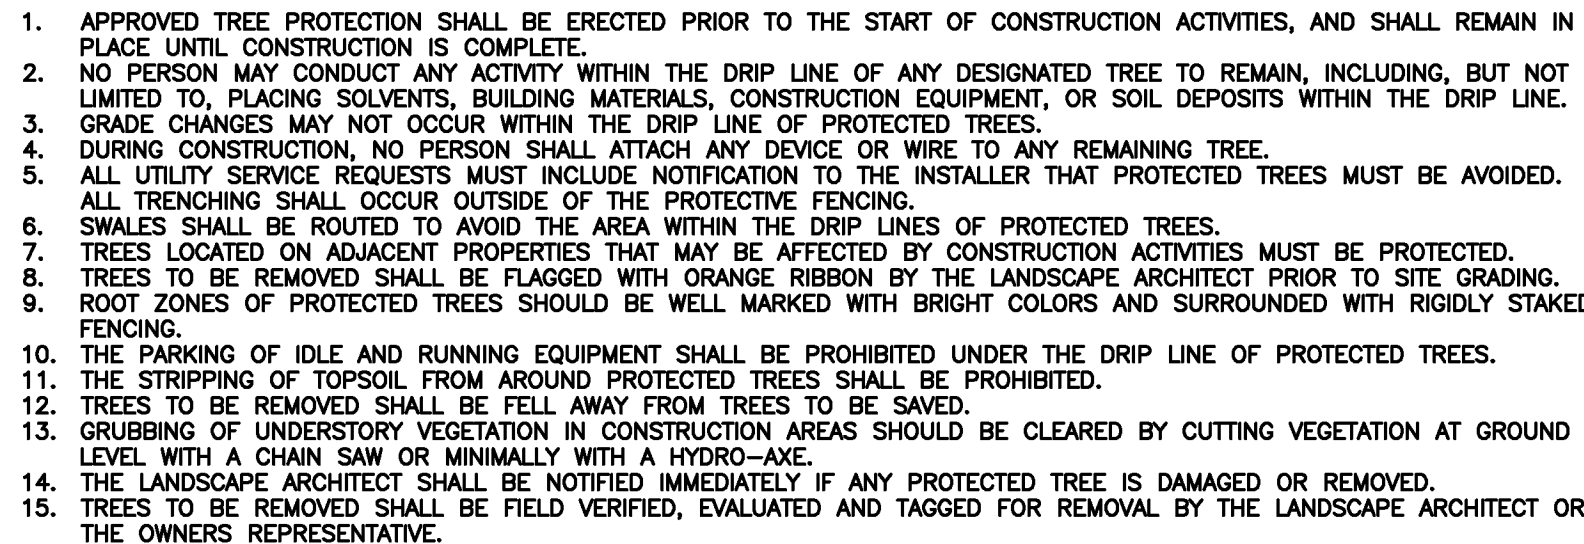 1. APPROVED TREE PROTECTION SHALL BE ERECTED PRIOR TO THE START OF CONSTRUCTION ACTIVITIES, AND SHALL REMAIN IN
PLACE UNTIL CONSTRUCTION IS COMPLETE.
2. NO PERSON MAY CONDUCT ANY ACTIVITY WITHIN THE DRIP LINE OF ANY DESIGNATED TREE TO REMAIN, INCLUDING, BUT NOT
LIMITED TO, PLACING SOLVENTS, BUILDING MATERIALS, CONSTRUCTION EQUIPMENT, OR SOIL DEPOSITS WITHIN THE DRIP LINE.
3. GRADE CHANGES MAY NOT OCCUR WITHIN THE DRIP LINE OF PROTECTED TREES.
4. DURING CONSTRUCTION, NO PERSON SHALL ATTACH ANY DEVICE OR WIRE TO ANY REMAINING TREE.
5. ALL UTILITY SERVICE REQUESTS MUST INCLUDE NOTIFICATION TO THE INSTALLER THAT PROTECTED TREES MUST BE AVOIDED.
ALL TRENCHING SHALL OCCUR OUTSIDE OF THE PROTECTIVE FENCING.
6. SWALES SHALL BE ROUTED TO AVOID THE AREA WITHIN THE DRIP LINES OF PROTECTED TREES.
7. TREES LOCATED ON ADJACENT PROPERTIES THAT MAY BE AFFECTED BY CONSTRUCTION ACTIVITIES MUST BE PROTECTED.
8. TREES TO BE REMOVED SHALL BE FLAGGED WITH ORANGE RIBBON BY THE LANDSCAPE ARCHITECT PRIOR TO SITE GRADING.
9. ROOT ZONES OF PROTECTED TREES SHOULD BE WELL MARKED WITH BRIGHT COLORS AND SURROUNDED WITH RIGIDLY STAKED
FENCING.
10. THE PARKING OF IDLE AND RUNNING EQUIPMENT SHALL BE PROHIBITED UNDER THE DRIP LINE OF PROTECTED TREES.
11. THE STRIPPING OF TOPSOIL FROM AROUND PROTECTED TREES SHALL BE PROHIBITED.
12. TREES TO BE REMOVED SHALL BE FELL AWAY FROM TREES TO BE SAVED.
13. GRUBBING OF UNDERSTORY VEGETATION IN CONSTRUCTION AREAS SHOULD BE CLEARED BY CUTTING VEGETATION AT GROUND
LEVEL WITH A CHAIN SAW OR MINIMALLY WITH A HYDRO-AXE.
14. THE LANDSCAPE ARCHITECT SHALL BE NOTIFIED IMMEDIATELY IF ANY PROTECTED TREE IS DAMAGED OR REMOVED.
15. TREES TO BE REMOVED SHALL BE FIELD VERIFIED, EVALUATED AND TAGGED FOR REMOVAL BY THE LANDSCAPE ARCHITECT OR
THE OWNERS REPRESENTATIVE.